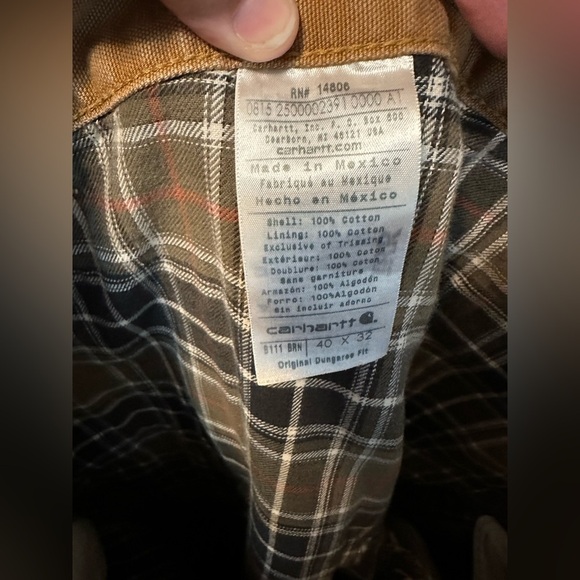 RN# 14806
0615 2500002391 0000 A1
Carhartt, Inc. P. O. Box 600
Dearborn, MI 48121 USA
carhartt.com
Made in Mexico
Fabriqué au Mexique
Hecho en México
Shell: 100% Cotton
Lining: 100% Cotton
Exclusive of Trimming
Extérieur: 100% Coton
Doublure: 100% Coton
Sans garniture
Armazón: 100% Algodón
Forro: 100%Algodón
Sin incluir adorno
carhartt
B111 BRN 40 X 32
Original Dungaree Fit